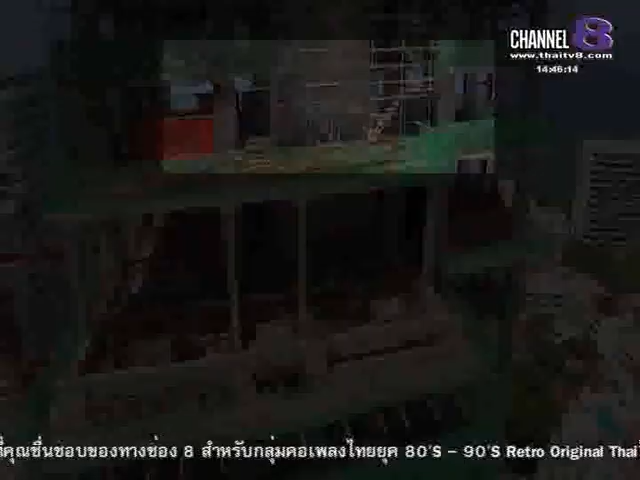 CHANNEL 8
www.thaitv8.com
14:46:14
ที่คุณชื่นชอบของทางช่อง 8 สำหรับกลุ่มคอเพลงไทยยุค 80'S – 90'S Retro Original Thai